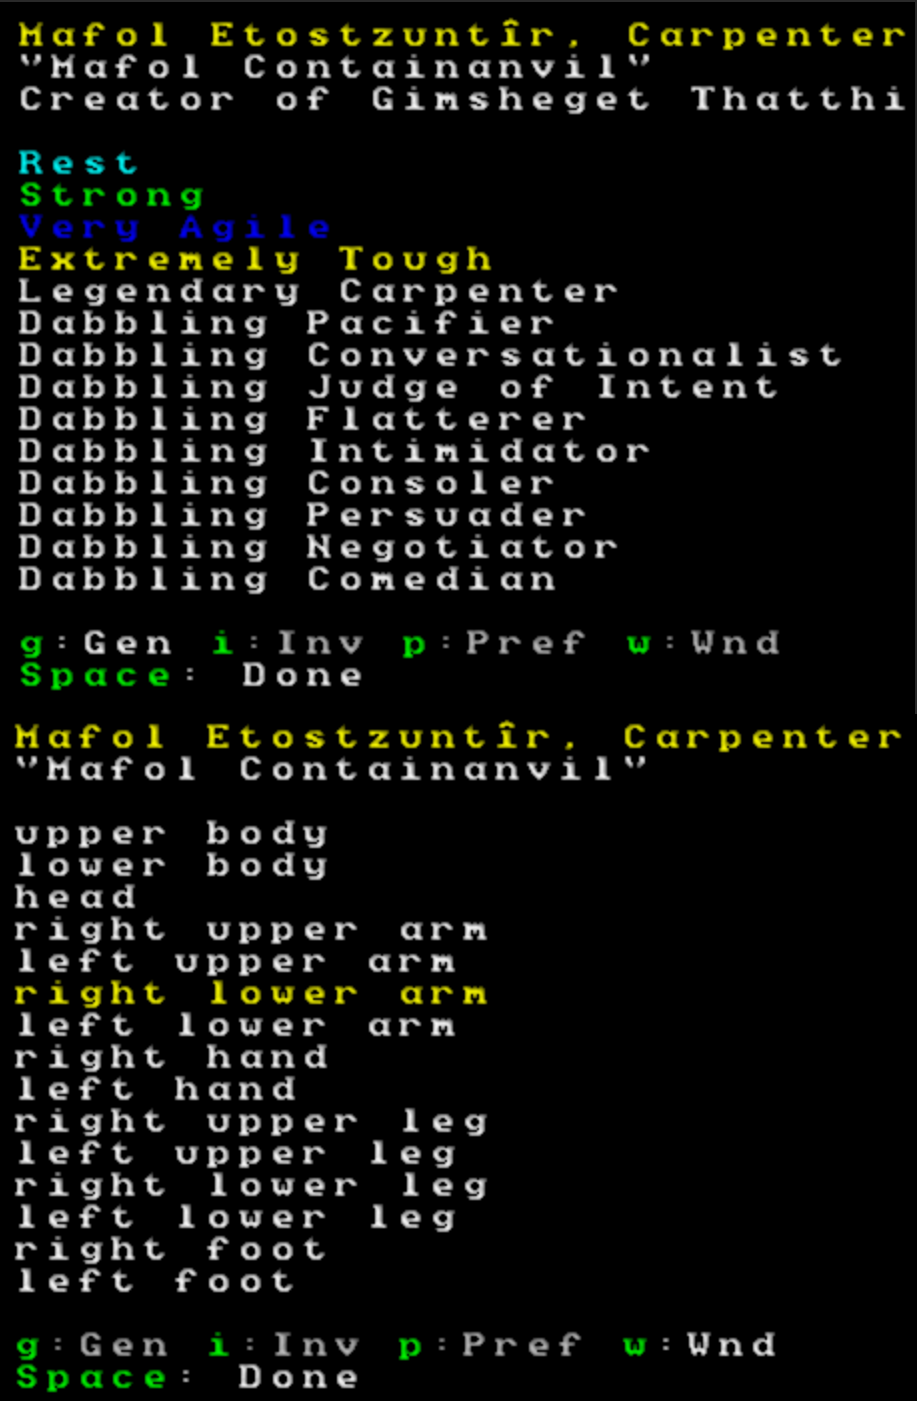 Mafol Etostzuntîr, Carpenter
"Mafol Containanvil"
Creator of Gimsheget Thatthi
Rest
Strong
Very Agile
Extremely Tough
Legendary Carpenter
Dabbling Pacifier
Dabbling Conversationalist
Dabbling Judge of Intent
Dabbling Flatterer
Dabbling Intimidator
Dabbling Consoler
Dabbling Persuader
Dabbling Negotiator
Dabbling Comedian
g:Gen i:Inv p:Pref w:Wnd
Space: Done
Mafol Etostzuntîr, Carpenter
"Mafol Containanvil"
upper body
lower body
head
right upper arm
left upper arm
right lower arm
left lower arm
right hand
left hand
right upper leg
left upper leg
right lower leg
left lower leg
right foot
left foot
g:Gen i:Inv p:Pref w:Wnd
Space: Done